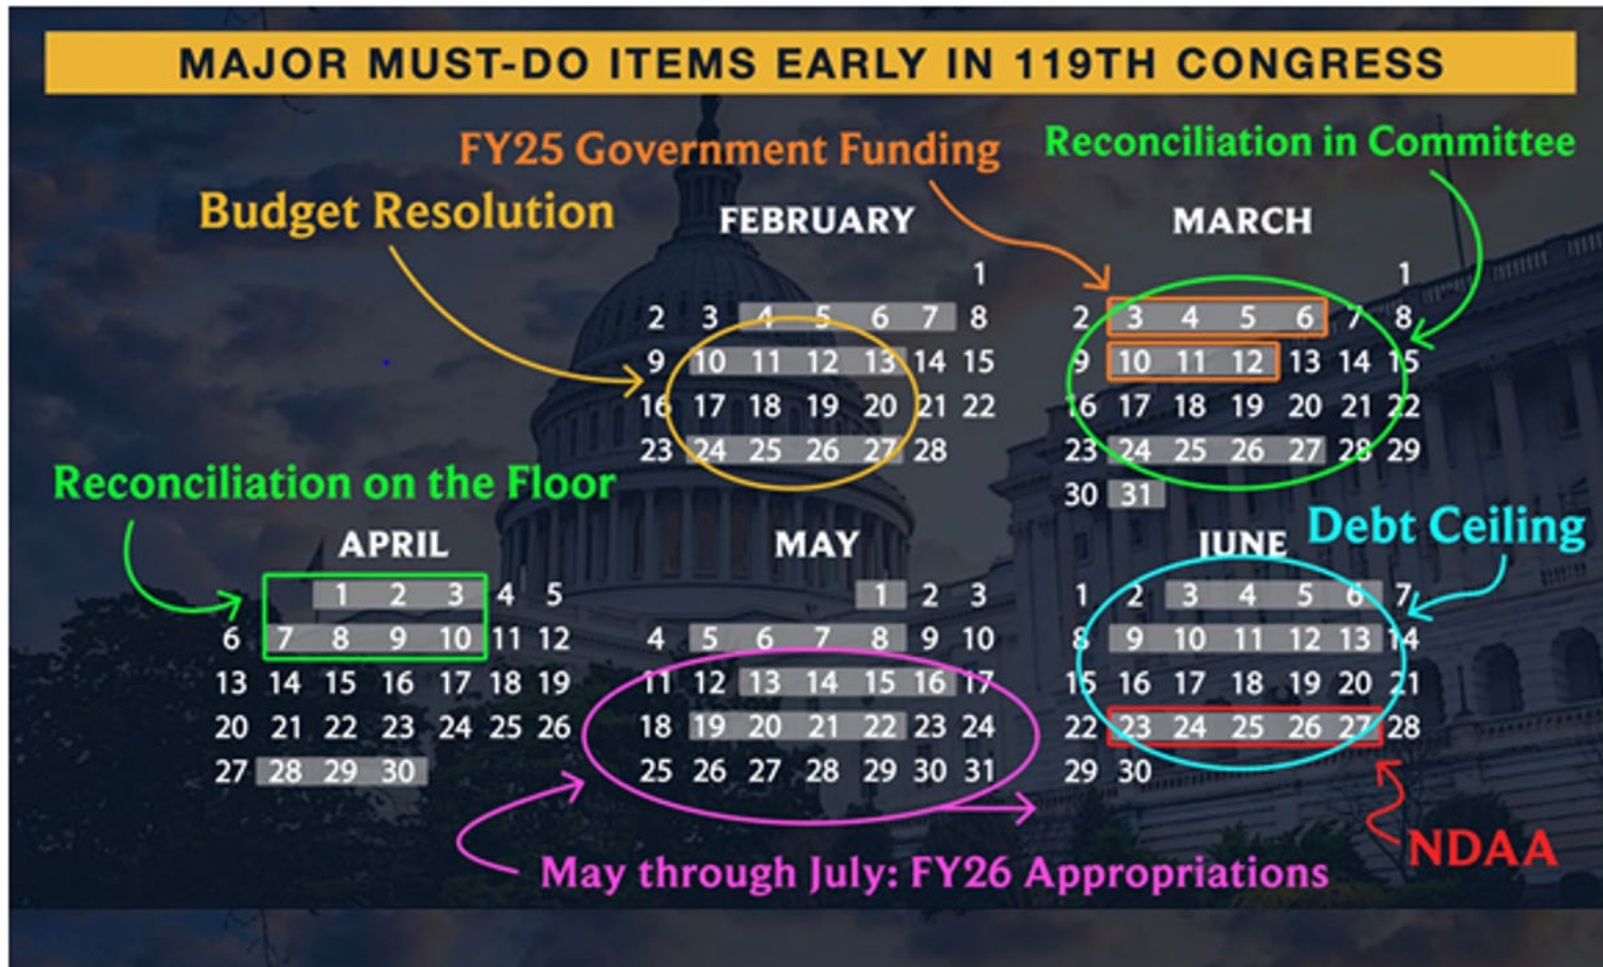 MAJOR MUST-DO ITEMS EARLY IN 119TH CONGRESS
FY25 Government Funding
Reconciliation in Committee
Budget Resolution
FEBRUARY
1
2 3 4 5 6 7 8
9 10 11 12 13 14 15
16 17 18 19 20 21 22
23 24 25 26 27 28
MARCH
1
2 3 4 5 6 7 8
9 10 11 12 13 14 15
16 17 18 19 20 21 22
23 24 25 26 27 28 29
30 31
Reconciliation on the Floor
APRIL
1 2 3 4 5
6 7 8 9 10 11 12
13 14 15 16 17 18 19
20 21 22 23 24 25 26
27 28 29 30
MAY
1 2 3
4 5 6 7 8 9 10
11 12 13 14 15 16 17
18 19 20 21 22 23 24
25 26 27 28 29 30 31
JUNE
Debt Ceiling
1 2 3 4 5 6 7
8 9 10 11 12 13 14
15 16 17 18 19 20 21
22 23 24 25 26 27 28
29 30
NDAA
May through July: FY26 Appropriations